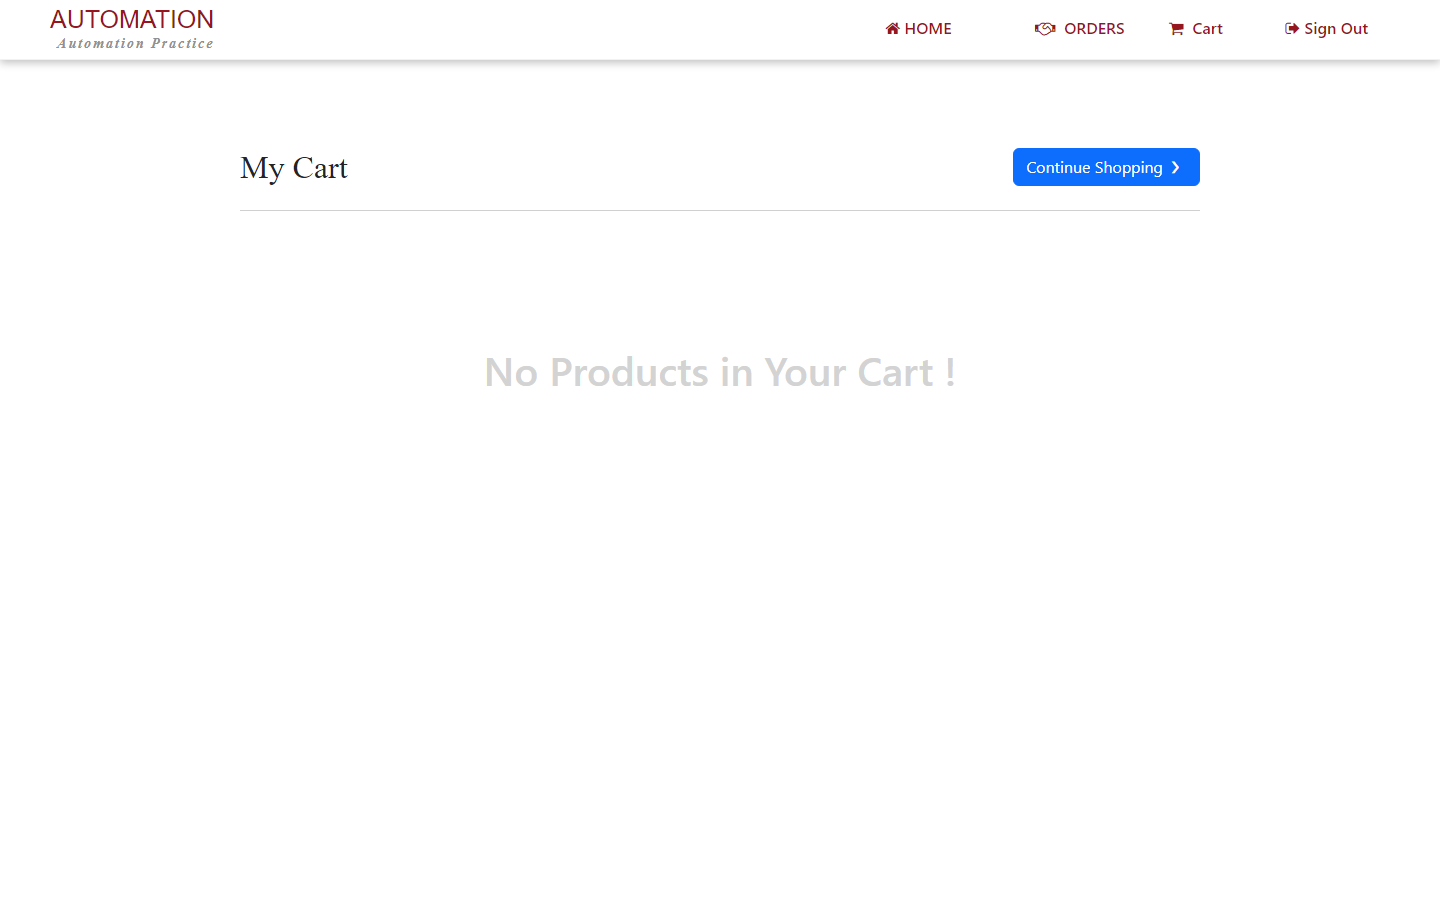 AUTOMATION
Automation Practice
HOME
ORDERS
Cart
Sign Out
My Cart
Continue Shopping ❯
No Products in Your Cart !